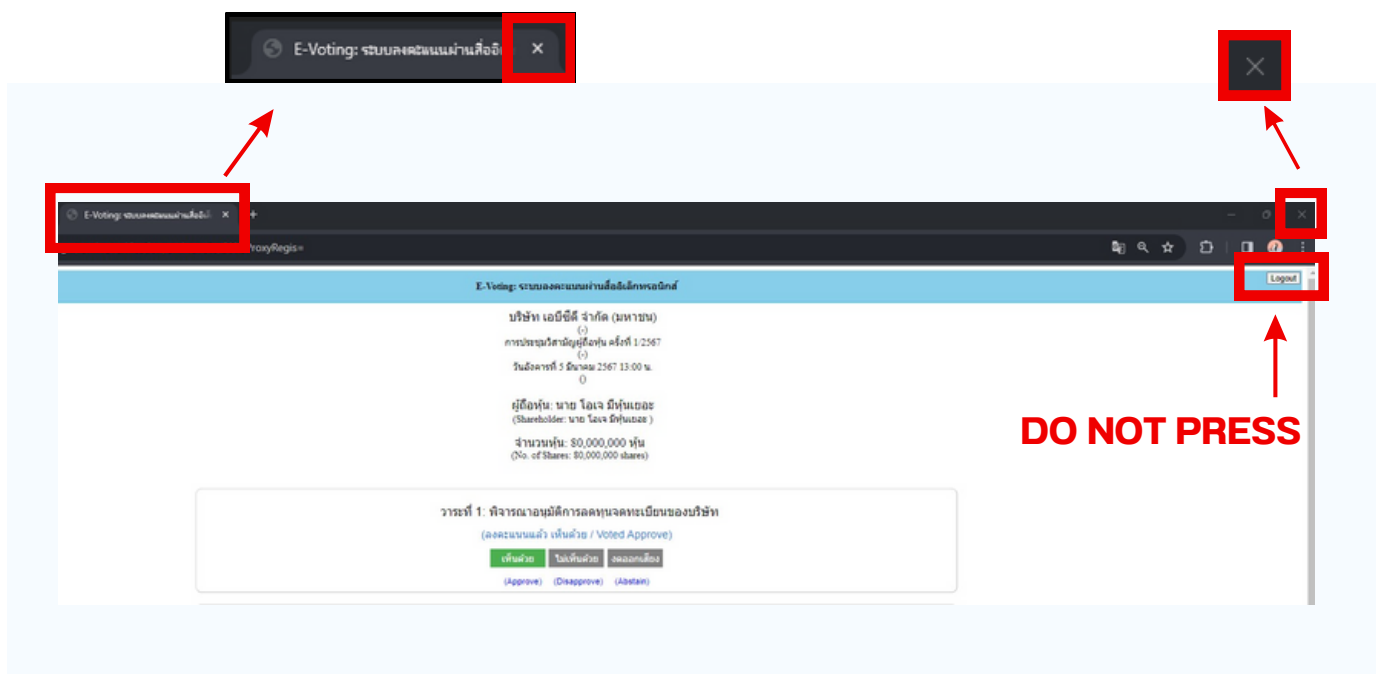 E-Voting: ระบบลงคะแนนผ่านสื่ออิ
E-Voting: ระบบลงคะแนนผ่านสื่ออิเล็
ProxyRegis=
Logout
E-Voting: ระบบลงคะแนนผ่านสื่ออิเล็กทรอนิกส์
บริษัท เอบีซีดี จำกัด (มหาชน)
(-)
การประชุมวิสามัญผู้ถือหุ้น ครั้งที่ 1/2567
(-)
วันอังคารที่ 5 มีนาคม 2567 13:00 น.
()
ผู้ถือหุ้น: นาย โอเจ มีหุ้นเยอะ
(Shareholder: นาย โอเจ มีหุ้นเยอะ )
จำนวนหุ้น: 80,000,000 หุ้น
(No. of Shares: 80,000,000 shares)
DO NOT PRESS
วาระที่ 1: พิจารณาอนุมัติการลดทุนจดทะเบียนของบริษัท
(ลงคะแนนแล้ว เห็นด้วย / Voted Approve)
เห็นด้วย ไม่เห็นด้วย งดออกเสียง
(Approve) (Disapprove) (Abstain)